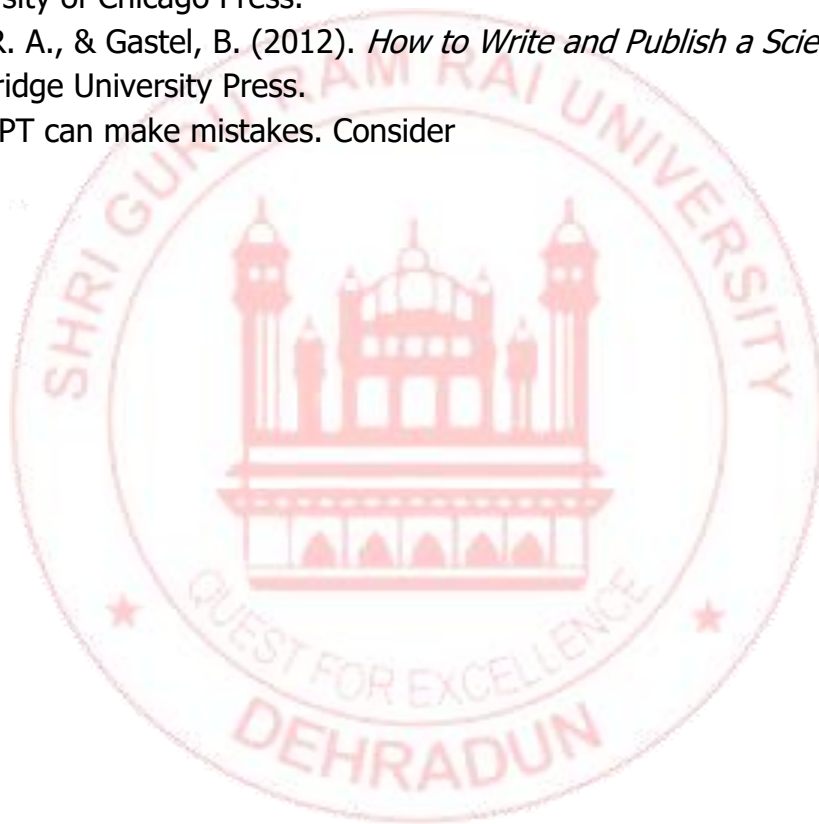 rsity of Chicago Press.
R. A., & Gastel, B. (2012). How to Write and Publish a Scie
ridge University Press.
PT can make mistakes. Consider
SHRI GURU RAM RAI UNIVERSITY
QUEST FOR EXCELLENCE
DEHRADUN